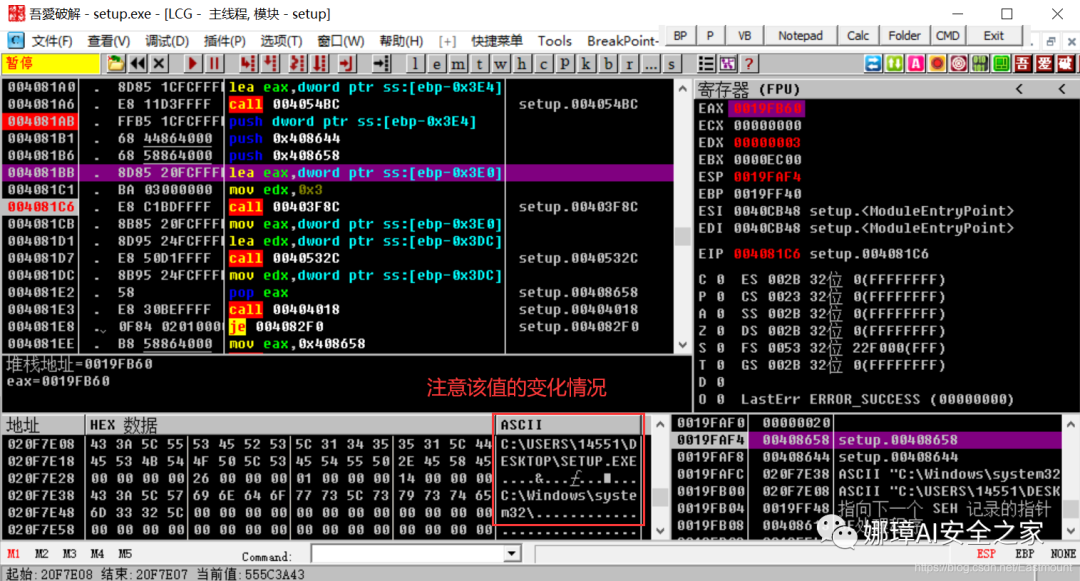 吾愛破解 - setup.exe - [LCG - 主线程, 模块 - setup]
文件(F) 查看(V) 调试(D) 插件(P) 选项(T) 窗口(W) 帮助(H) [+] 快捷菜单 Tools BreakPoint- BP P VB Notepad Calc Folder CMD Exit
暂停 l e m t w h c p k b r ... s ? 吾 爱 破
004081A0 . 8D85 1CFCFFFF lea eax,dword ptr ss:[ebp-0x3E4]
004081A6 . E8 11D3FFFF call 004054BC setup.004054BC
004081AB . FFB5 1CFCFFFF push dword ptr ss:[ebp-0x3E4]
004081B1 . 68 44864000 push 0x408644
004081B6 . 68 58864000 push 0x408658
004081BB . 8D85 20FCFFFF lea eax,dword ptr ss:[ebp-0x3E0]
004081C1 . BA 03000000 mov edx,0x3
004081C6 . E8 C1BDFFFF call 00403F8C setup.00403F8C
004081CB . 8B85 20FCFFFF mov eax,dword ptr ss:[ebp-0x3E0]
004081D1 . 8D95 24FCFFFF lea edx,dword ptr ss:[ebp-0x3DC]
004081D7 . E8 50D1FFFF call 0040532C setup.0040532C
004081DC . 8B95 24FCFFFF mov edx,dword ptr ss:[ebp-0x3DC]
004081E2 . 58 pop eax setup.00408658
004081E3 . E8 30BEFFFF call 00404018 setup.00404018
004081E8 . 0F84 02010000 je 004082F0 setup.004082F0
004081EE . B8 58864000 mov eax,0x408658
堆栈地址=0019FB60
eax=0019FB60
注意该值的变化情况
寄存器 (FPU) < <
EAX 0019FB60
ECX 00000000
EDX 00000003
EBX 0000EC00
ESP 0019FAF4
EBP 0019FF40
ESI 0040CB48 setup.<ModuleEntryPoint>
EDI 0040CB48 setup.<ModuleEntryPoint>
EIP 004081C6 setup.004081C6
C 0 ES 002B 32位 0(FFFFFFFF)
P 0 CS 0023 32位 0(FFFFFFFF)
A 0 SS 002B 32位 0(FFFFFFFF)
Z 0 DS 002B 32位 0(FFFFFFFF)
S 0 FS 0053 32位 22F000(FFF)
T 0 GS 002B 32位 0(FFFFFFFF)
D 0
O 0 LastErr ERROR_SUCCESS (00000000)
地址 HEX 数据 ASCII
020F7E08 43 3A 5C 55 53 45 52 53 5C 31 34 35 35 31 5C 44 C:\USERS\14551\D
020F7E18 45 53 4B 54 4F 50 5C 53 45 54 55 50 2E 45 58 45 ESKTOP\SETUP.EXE
020F7E28 00 00 00 00 26 00 00 00 01 00 00 00 14 00 00 00 ....&...ƒ...■...
020F7E38 43 3A 5C 57 69 6E 64 6F 77 73 5C 73 79 73 74 65 C:\Windows\syste
020F7E48 6D 33 32 5C 00 00 00 00 00 00 00 00 00 00 00 00 m32\............
020F7E58 00 00 00 00 00 00 00 00 00 00 00 00 00 00 00 00 ................
0019FAF0 00000020
0019FAF4 00408658 setup.00408658
0019FAF8 00408644 setup.00408644
0019FAFC 020F7E38 ASCII "C:\Windows\system32
0019FB00 020F7E08 ASCII "C:\USERS\14551\DESK
0019FB04 0019FF48 指向下一个 SEH 记录的指针
0019FB08
娜璋AI安全之家
M1 M2 M3 M4 M5 Command: ESP EBP NONE
起始: 20F7E08 结束: 20F7E07 当前值: 555C3A43
https://blog.csdn.net/Eastmount